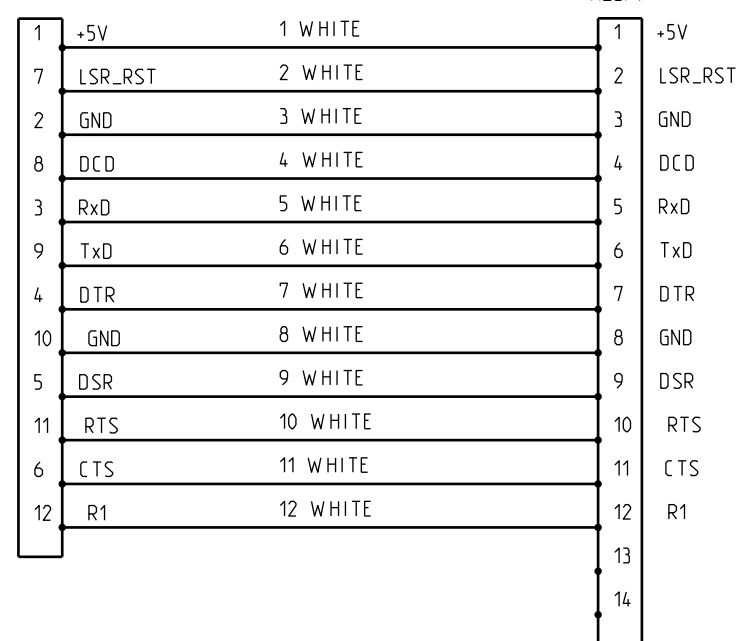 1 +5V 1 WHITE 1 +5V
7 LSR_RST 2 WHITE 2 LSR_RST
2 GND 3 WHITE 3 GND
8 DCD 4 WHITE 4 DCD
3 RxD 5 WHITE 5 RxD
9 TxD 6 WHITE 6 TxD
4 DTR 7 WHITE 7 DTR
10 GND 8 WHITE 8 GND
5 DSR 9 WHITE 9 DSR
11 RTS 10 WHITE 10 RTS
6 CTS 11 WHITE 11 CTS
12 R1 12 WHITE 12 R1
13
14